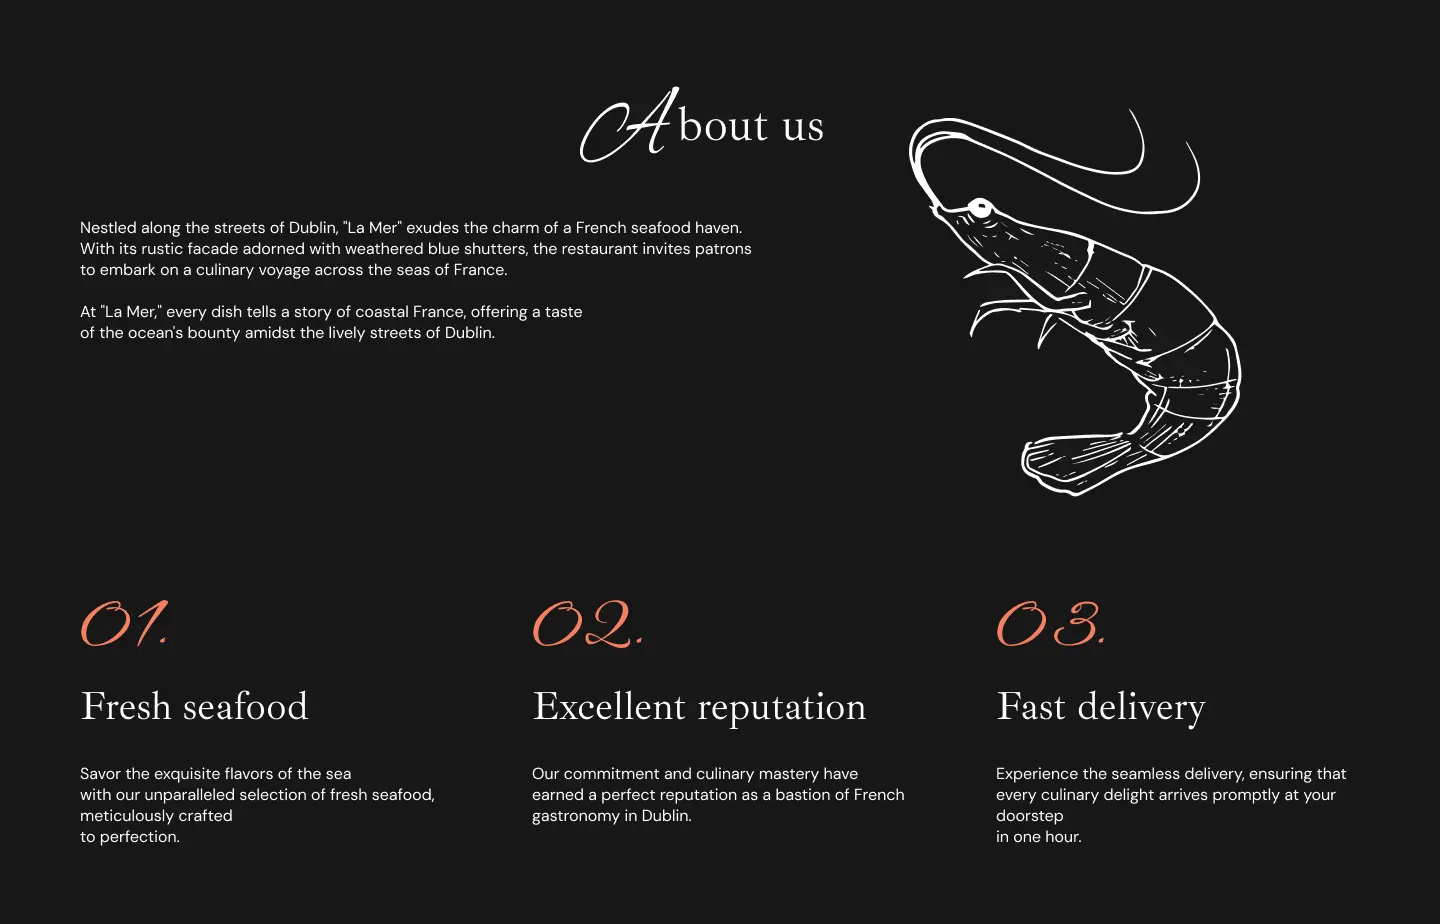 About us
Nestled along the streets of Dublin, "La Mer" exudes the charm of a French seafood haven.
With its rustic facade adorned with weathered blue shutters, the restaurant invites patrons
to embark on a culinary voyage across the seas of France.
At "La Mer," every dish tells a story of coastal France, offering a taste
of the ocean's bounty amidst the lively streets of Dublin.
01.
Fresh seafood
Savor the exquisite flavors of the sea
with our unparalleled selection of fresh seafood,
meticulously crafted
to perfection.
02.
Excellent reputation
Our commitment and culinary mastery have
earned a perfect reputation as a bastion of French
gastronomy in Dublin.
03.
Fast delivery
Experience the seamless delivery, ensuring that
every culinary delight arrives promptly at your
doorstep
in one hour.